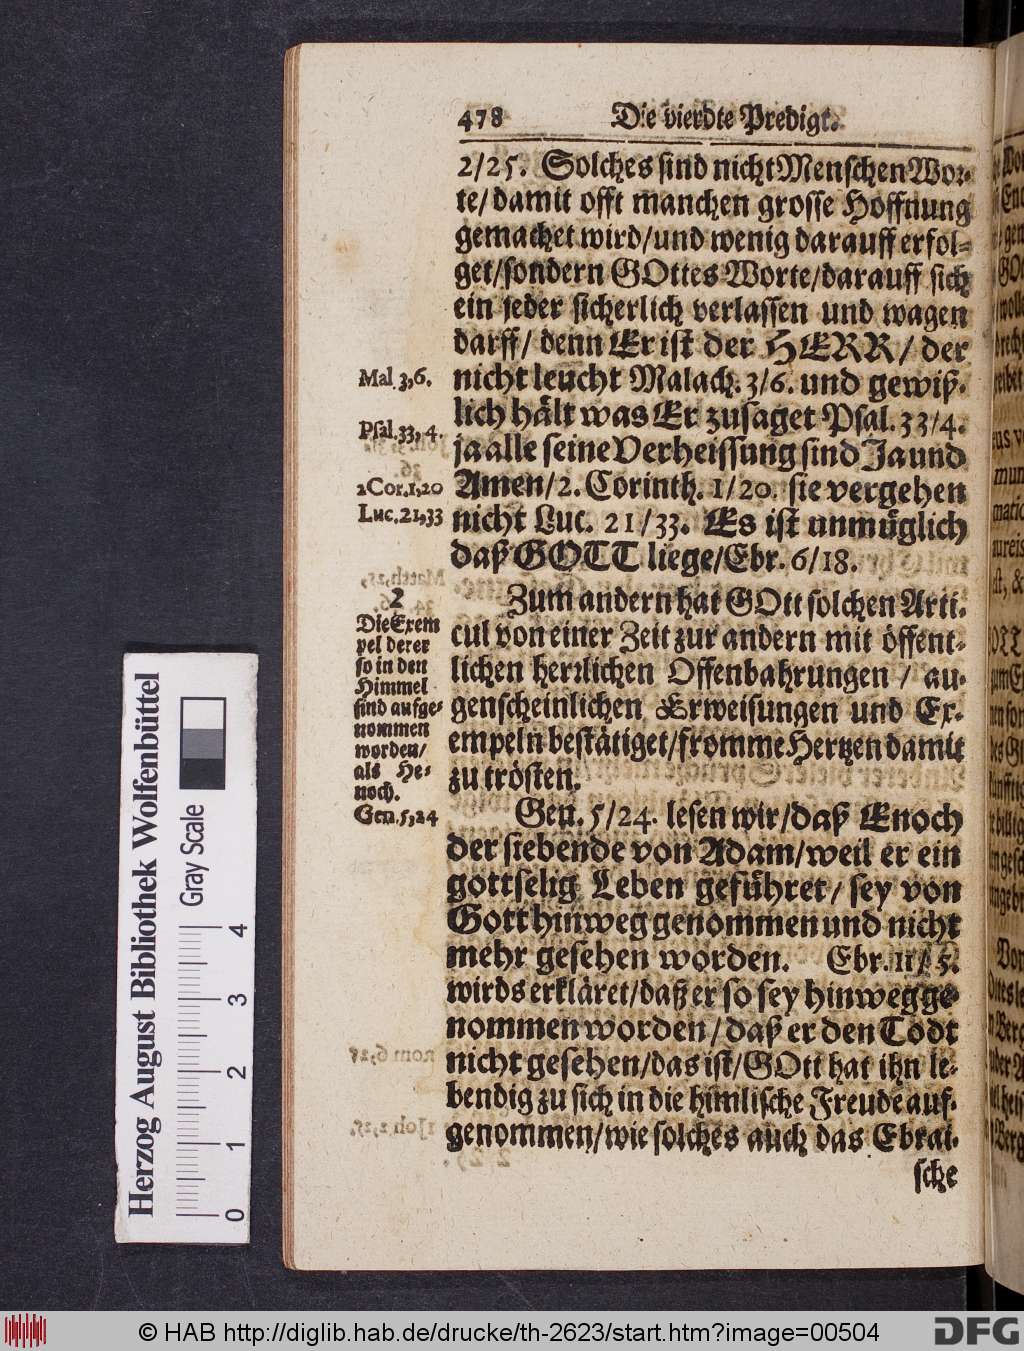 478 Die vierdte Predigt.
2/25. Solches sind nicht Menschen Wor-
te/damit offt manchen grosse Hoffnung
gemachet wird/und wenig darauff erfol-
get/sondern GOttes Worte/darauff sich
ein jeder sicherlich verlassen und wagen
darff/ denn Er ist der HERR/ der
nicht leucht Malach. 3/6. und gewiß-
lich hält was Er zusaget Psal. 33/4.
ja alle seine Verheissung sind Ja und
Amen/2. Corinth. 1/20. sie vergehen
nicht Luc. 21/33. Es ist unmüglich
daß GOTT liege/Ebr. 6/18.
Zum andern hat GOtt solchen Arti-
cul von einer Zeit zur andern mit öffent-
lichen herrlichen Offenbahrungen/ au-
genscheinlichen Erweisungen und Ex-
empeln bestätiget/fromme Hertzen damit
zu trösten.
Gen. 5/24. lesen wir/daß Enoch
der siebende von Adam/weil er ein
gottselig Leben geführet/ sey von
Gott hinweg genommen und nicht
mehr gesehen worden. Ebr. 11/5.
wirds erkläret/daß er so sey hinweg ge-
nommen worden/daß er den Todt
nicht gesehen/das ist/GOtt hat ihn le-
bendig zu sich in die himlische Freude auf-
genommen/wie solches auch das Ebrai-
sche
Mal. 3,6.
Psal. 33, 4.
2 Cor. 1,20
Luc. 21,33
2
Die Exem
pel derer
so in den
Himmel
sind aufge-
nommen
worden/
als He-
noch.
Gen. 5,24
Herzog August Bibliothek Wolfenbüttel
Gray Scale
0 1 2 3 4
© HAB http://diglib.hab.de/drucke/th-2623/start.htm?image=00504
DFG